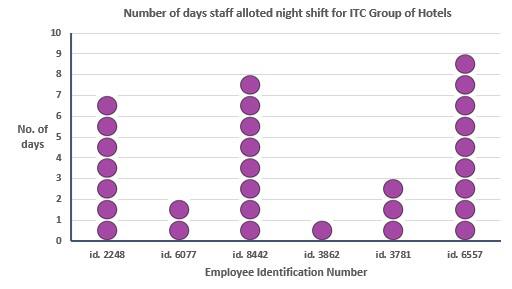 Number of days staff alloted night shift for ITC Group of Hotels
10
9
8
7
6
5
4
3
2
1
0
No. of
days
id. 2248 id. 6077 id. 8442 id. 3862 id. 3781 id. 6557
Employee Identification Number